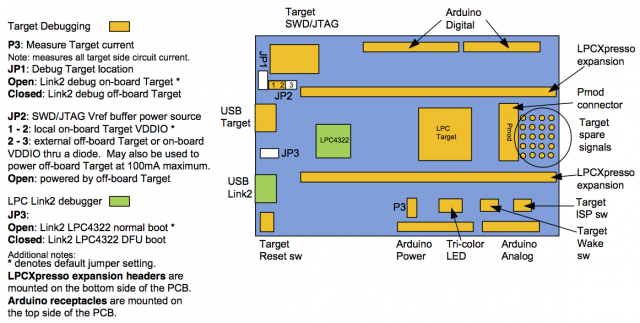 Target Debugging
P3: Measure Target current
Note: measures all target side circuit current.
JP1: Debug Target location
Open: Link2 debug on-board Target *
Closed: Link2 debug off-board Target
JP2: SWD/JTAG Vref buffer power source
1 - 2: local on-board Target VDDIO *
2 - 3: external off-board Target or on-board
VDDIO thru a diode. May also be used to
power off-board Target at 100mA maximum.
Open: powered by off-board Target
LPC Link2 debugger
JP3:
Open: Link2 LPC4322 normal boot *
Closed: Link2 LPC4322 DFU boot
Additional notes:
* denotes default jumper setting.
LPCXpresso expansion headers are
mounted on the bottom side of the PCB.
Arduino receptacles are mounted on
the top side of the PCB.
Target
SWD/JTAG
Arduino
Digital
LPCXpresso
expansion
Pmod
connector
Target
spare
signals
LPCXpresso
expansion
Target
ISP sw
Target
Wake
sw
Arduino
Analog
Tri-color
LED
Arduino
Power
Target
Reset sw
USB
Link2
USB
Target
JP1
1 2 3
JP2
JP3
LPC4322
LPC
Target
Pmod
P3